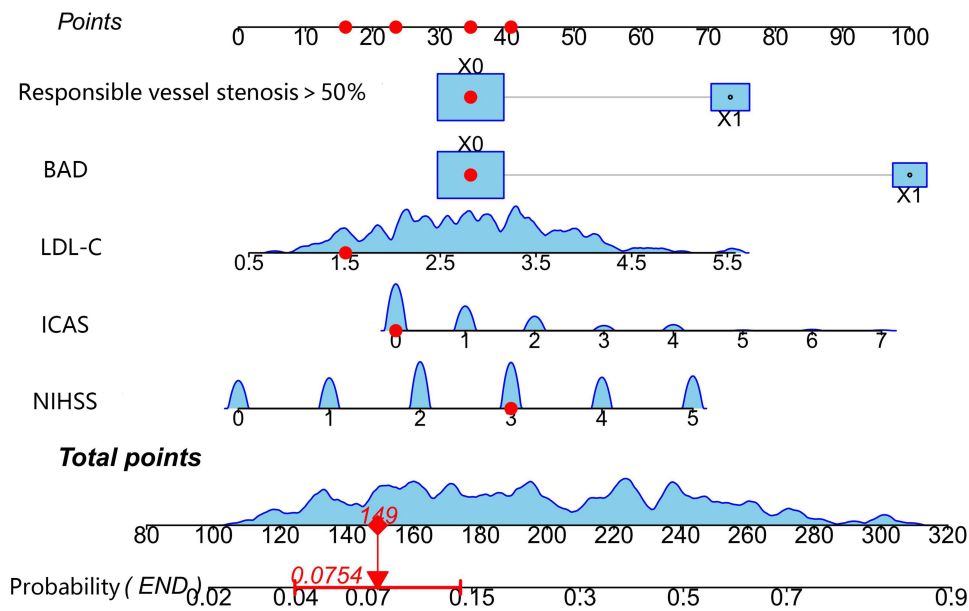 Points
0 10 20 30 40 50 60 70 80 90 100
X0
Responsible vessel stenosis > 50%
X1
X0
BAD
X1
LDL-C
0.5 1.5 2.5 3.5 4.5 5.5
ICAS
0 1 2 3 4 5 6 7
NIHSS
0 1 2 3 4 5
Total points
149
80 100 120 140 160 180 200 220 240 260 280 300 320
0.0754
Probability ( END )
0.02 0.04 0.07 0.15 0.3 0.5 0.7 0.9